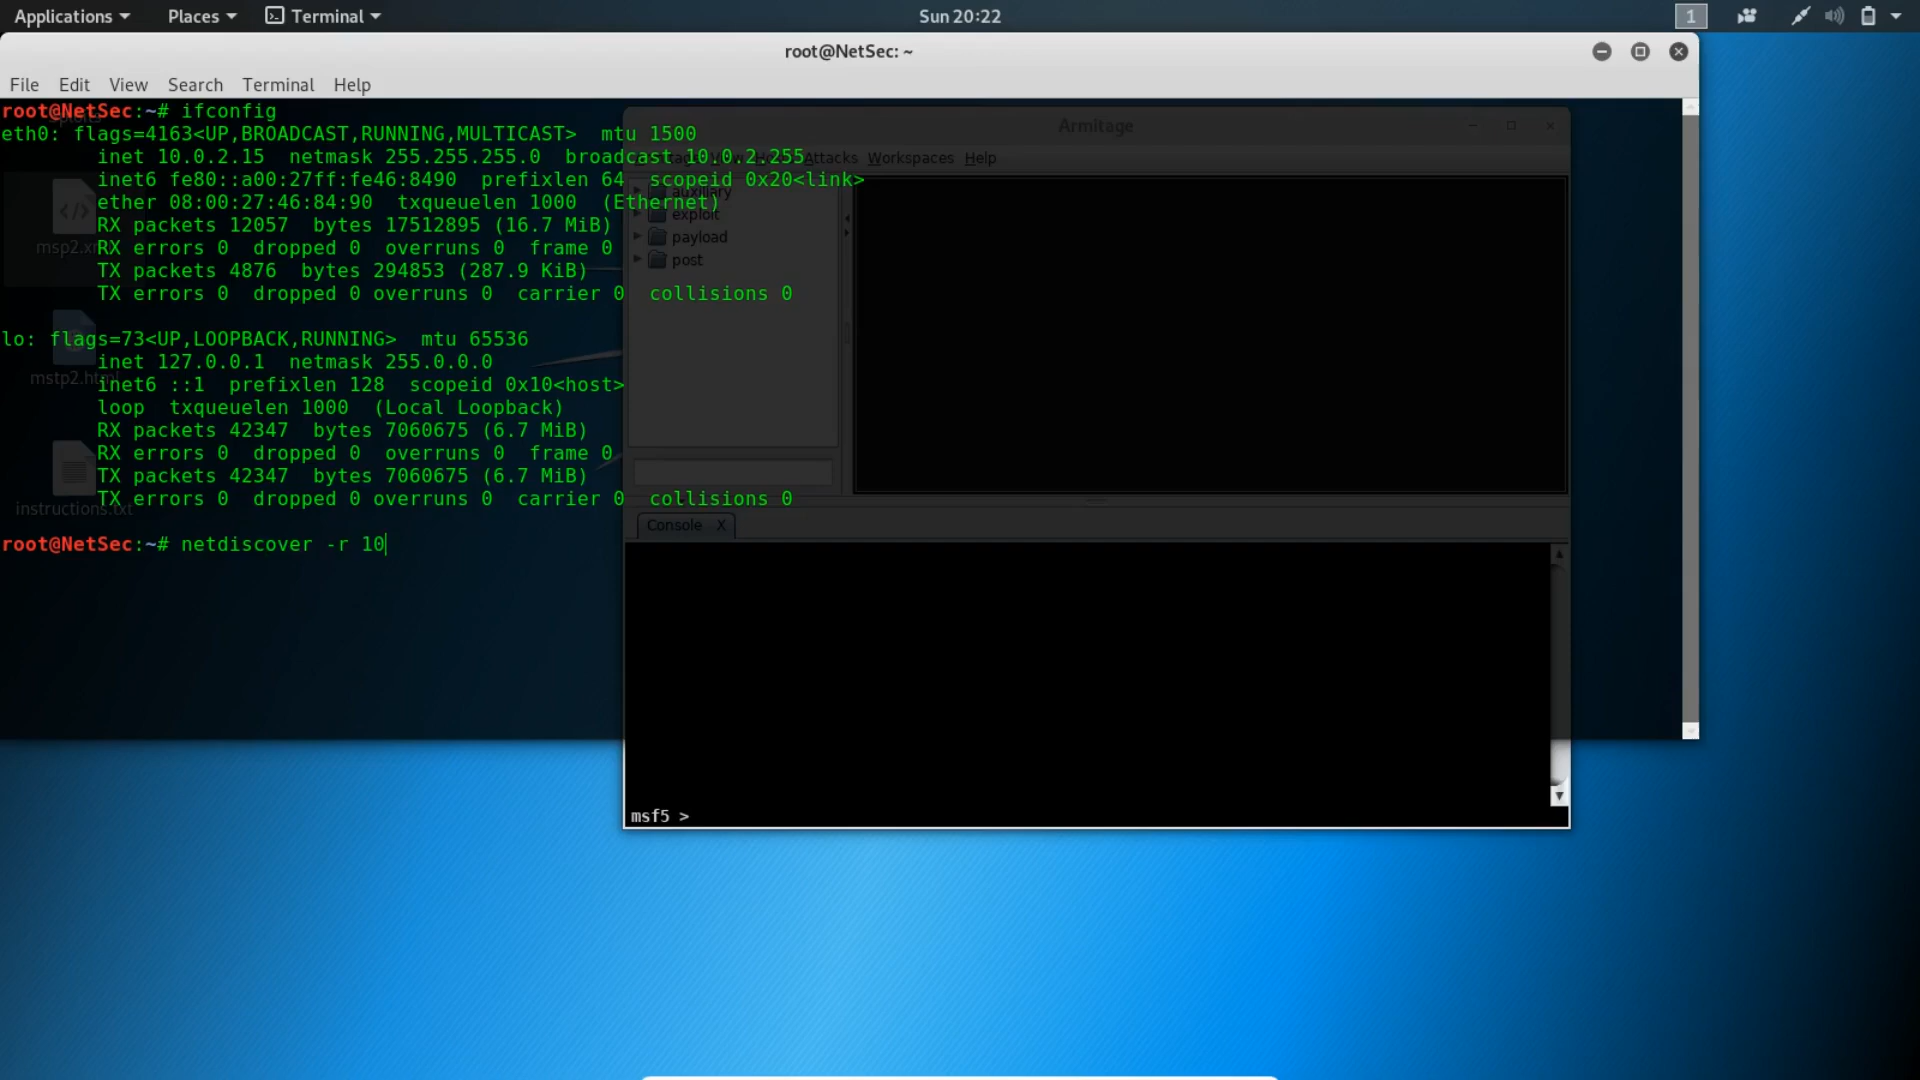 Applications Places Terminal Sun 20:22 1
root@NetSec: ~
File Edit View Search Terminal Help
root@NetSec:~# ifconfig
eth0: flags=4163<UP,BROADCAST,RUNNING,MULTICAST> mtu 1500
inet 10.0.2.15 netmask 255.255.255.0 broadcast 10.0.2.255
inet6 fe80::a00:27ff:fe46:8490 prefixlen 64 scopeid 0x20<link>
ether 08:00:27:46:84:90 txqueuelen 1000 (Ethernet)
RX packets 12057 bytes 17512895 (16.7 MiB)
RX errors 0 dropped 0 overruns 0 frame 0
TX packets 4876 bytes 294853 (287.9 KiB)
TX errors 0 dropped 0 overruns 0 carrier 0 collisions 0
lo: flags=73<UP,LOOPBACK,RUNNING> mtu 65536
inet 127.0.0.1 netmask 255.0.0.0
inet6 ::1 prefixlen 128 scopeid 0x10<host>
loop txqueuelen 1000 (Local Loopback)
RX packets 42347 bytes 7060675 (6.7 MiB)
RX errors 0 dropped 0 overruns 0 frame 0
TX packets 42347 bytes 7060675 (6.7 MiB)
TX errors 0 dropped 0 overruns 0 carrier 0 collisions 0
root@NetSec:~# netdiscover -r 10
mstp2.html
instructions.txt
Armitage
Attacks Workspaces Help
auxiliary
exploit
payload
post
Console X
msf5 >